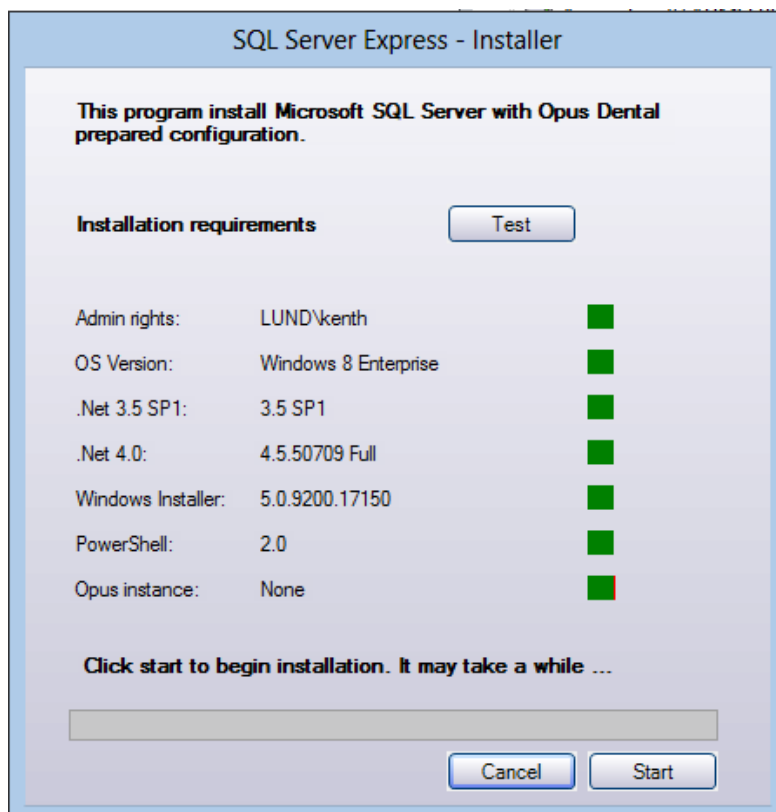 SQL Server Express - Installer
This program install Microsoft SQL Server with Opus Dental
prepared configuration.
Installation requirements Test
Admin rights: LUND\kenth
OS Version: Windows 8 Enterprise
.Net 3.5 SP1: 3.5 SP1
.Net 4.0: 4.5.50709 Full
Windows Installer: 5.0.9200.17150
PowerShell: 2.0
Opus instance: None
Click start to begin installation. It may take a while ...
Cancel Start